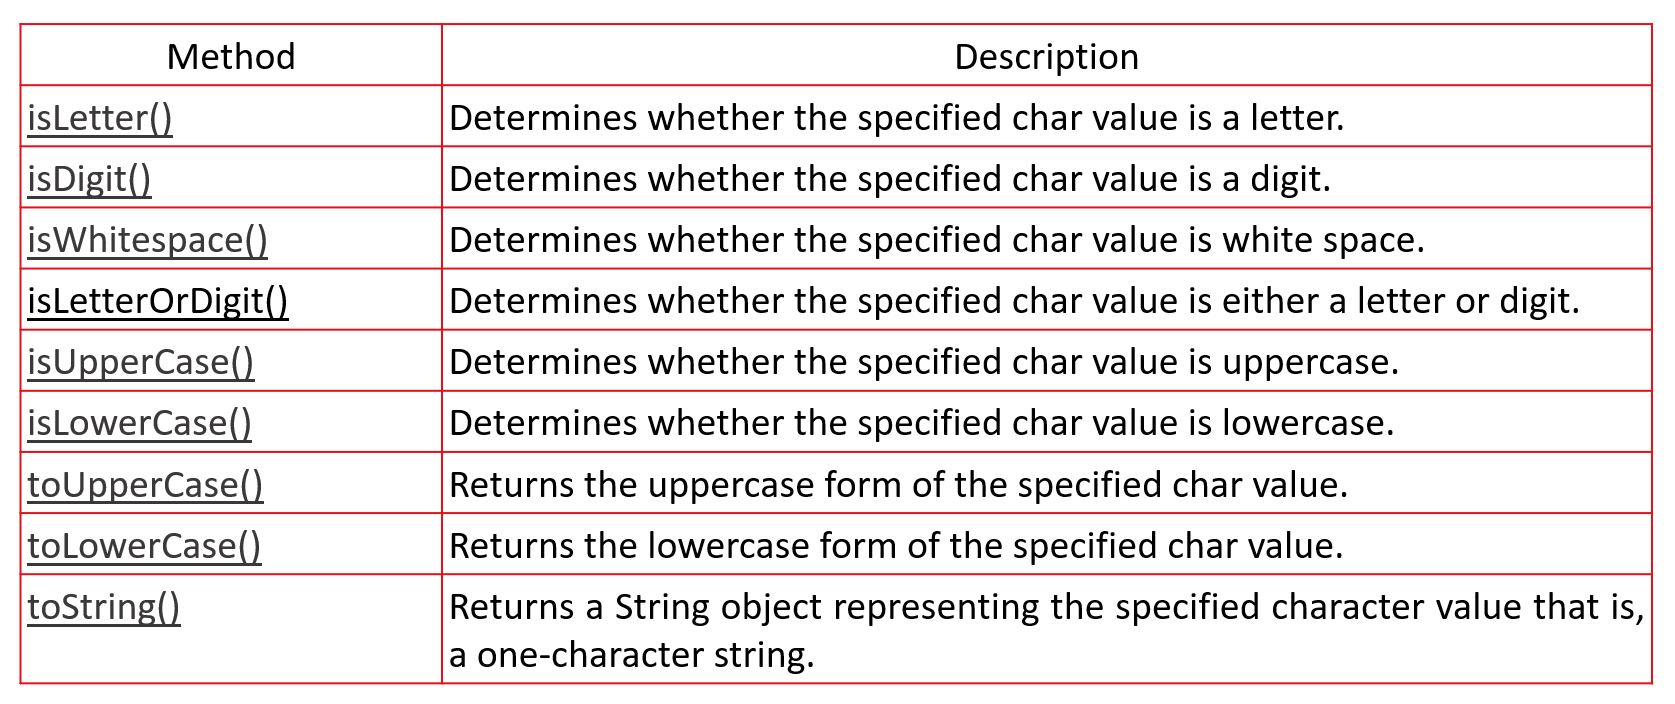 Method Description
isLetter() Determines whether the specified char value is a letter.
isDigit() Determines whether the specified char value is a digit.
isWhitespace() Determines whether the specified char value is white space.
isLetterOrDigit() Determines whether the specified char value is either a letter or digit.
isUpperCase() Determines whether the specified char value is uppercase.
isLowerCase() Determines whether the specified char value is lowercase.
toUpperCase() Returns the uppercase form of the specified char value.
toLowerCase() Returns the lowercase form of the specified char value.
toString() Returns a String object representing the specified character value that is,
a one-character string.